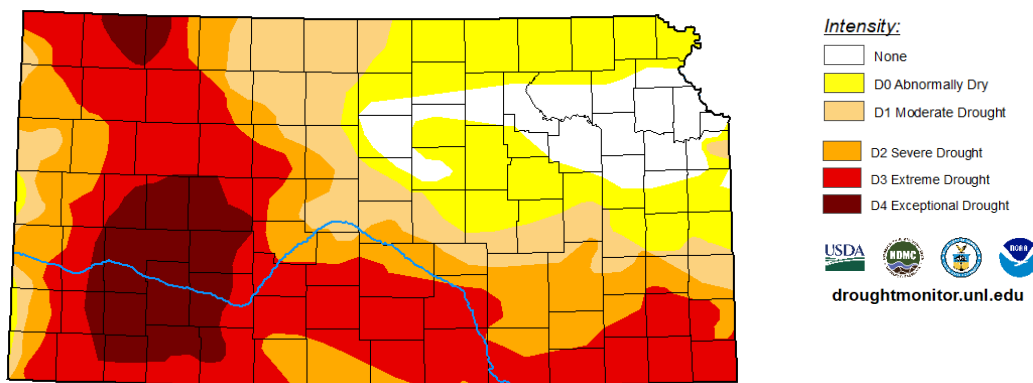 Intensity:
None
D0 Abnormally Dry
D1 Moderate Drought
D2 Severe Drought
D3 Extreme Drought
D4 Exceptional Drought
USDA
NDMC
NOAA
droughtmonitor.unl.edu